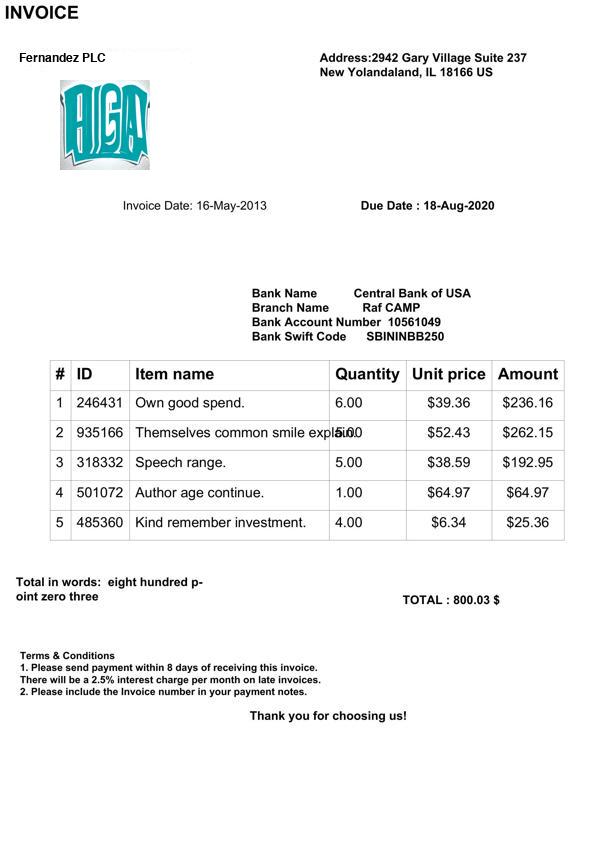 INVOICE
Fernandez PLC
Address:2942 Gary Village Suite 237
New Yolandaland, IL 18166 US
HGA
Invoice Date: 16-May-2013
Due Date : 18-Aug-2020
Bank Name Central Bank of USA
Branch Name Raf CAMP
Bank Account Number 10561049
Bank Swift Code SBININBB250
# ID Item name Quantity Unit price Amount
1 246431 Own good spend. 6.00 $39.36 $236.16
2 935166 Themselves common smile explain. 5.00 $52.43 $262.15
3 318332 Speech range. 5.00 $38.59 $192.95
4 501072 Author age continue. 1.00 $64.97 $64.97
5 485360 Kind remember investment. 4.00 $6.34 $25.36
Total in words: eight hundred p-
oint zero three
TOTAL : 800.03 $
Terms & Conditions
1. Please send payment within 8 days of receiving this invoice.
There will be a 2.5% interest charge per month on late invoices.
2. Please include the Invoice number in your payment notes.
Thank you for choosing us!